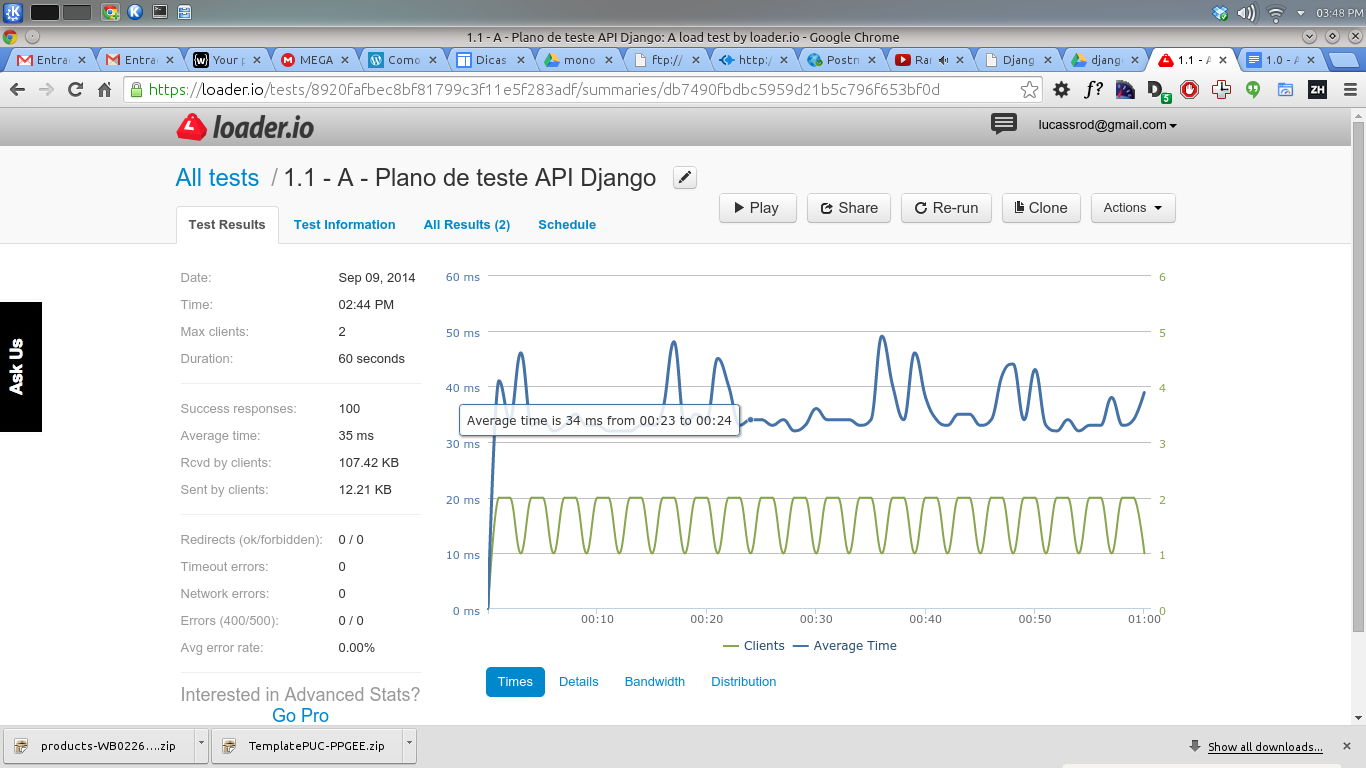 03:48 PM
1.1 - A - Plano de teste API Django: A load test by loader.io - Google Chrome
Entra Entra Your p MEGA Como Dicas mono ftp:// http:/ Postm Ra Djang djang 1.1 - A 1.0 - A
https://loader.io/tests/8920fafbec8bf81799c3f11e5f283adf/summaries/db7490fbdbc5959d21b5c796f653bf0d
f? D 5 ZH
loader.io
lucassrod@gmail.com
All tests / 1.1 - A - Plano de teste API Django
Play Share Re-run Clone Actions
Test Results Test Information All Results (2) Schedule
Ask Us
Date: Sep 09, 2014
Time: 02:44 PM
Max clients: 2
Duration: 60 seconds
Success responses: 100
Average time: 35 ms
Rcvd by clients: 107.42 KB
Sent by clients: 12.21 KB
Redirects (ok/forbidden): 0 / 0
Timeout errors: 0
Network errors: 0
Errors (400/500): 0 / 0
Avg error rate: 0.00%
Interested in Advanced Stats?
Go Pro
60 ms 6
50 ms 5
40 ms 4
Average time is 34 ms from 00:23 to 00:24
30 ms 3
20 ms 2
10 ms 1
0 ms 0
00:10 00:20 00:30 00:40 00:50 01:00
Clients Average Time
Times Details Bandwidth Distribution
products-WB0226....zip TemplatePUC-PPGEE.zip Show all downloads...